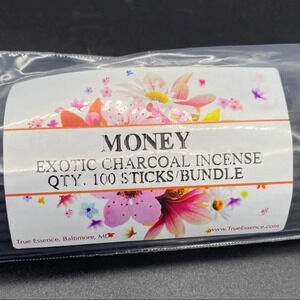 MONEY
EXOTIC CHARCOAL INCENSE
QTY. 100 STICKS/BUNDLE
True Essence, Baltimore, MD
www.TrueEssence.com